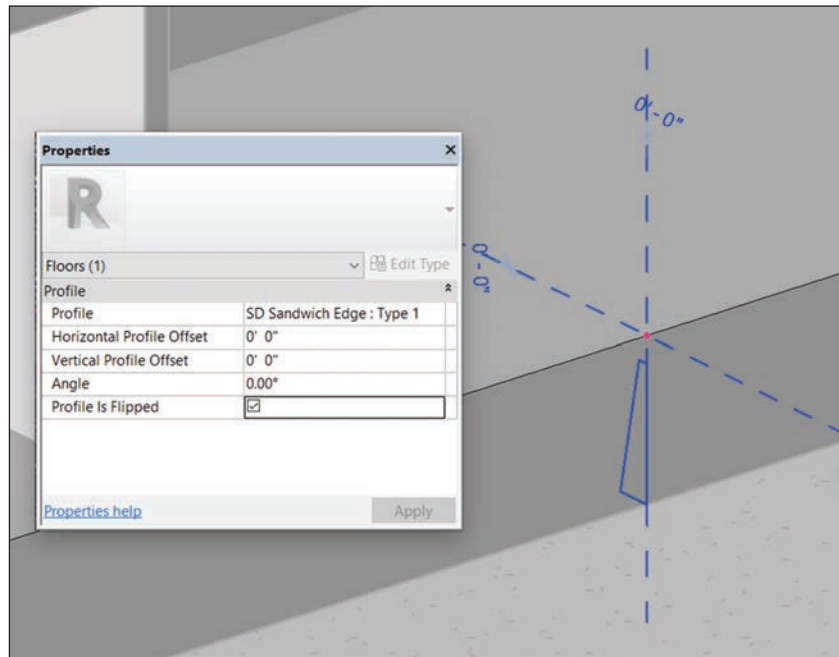 0'-0"
Properties
R
0'-0"
Floors (1)
Edit Type
Profile
Profile SD Sandwich Edge : Type 1
Horizontal Profile Offset 0' 0"
Vertical Profile Offset 0' 0"
Angle 0.00°
Profile Is Flipped
Properties help
Apply